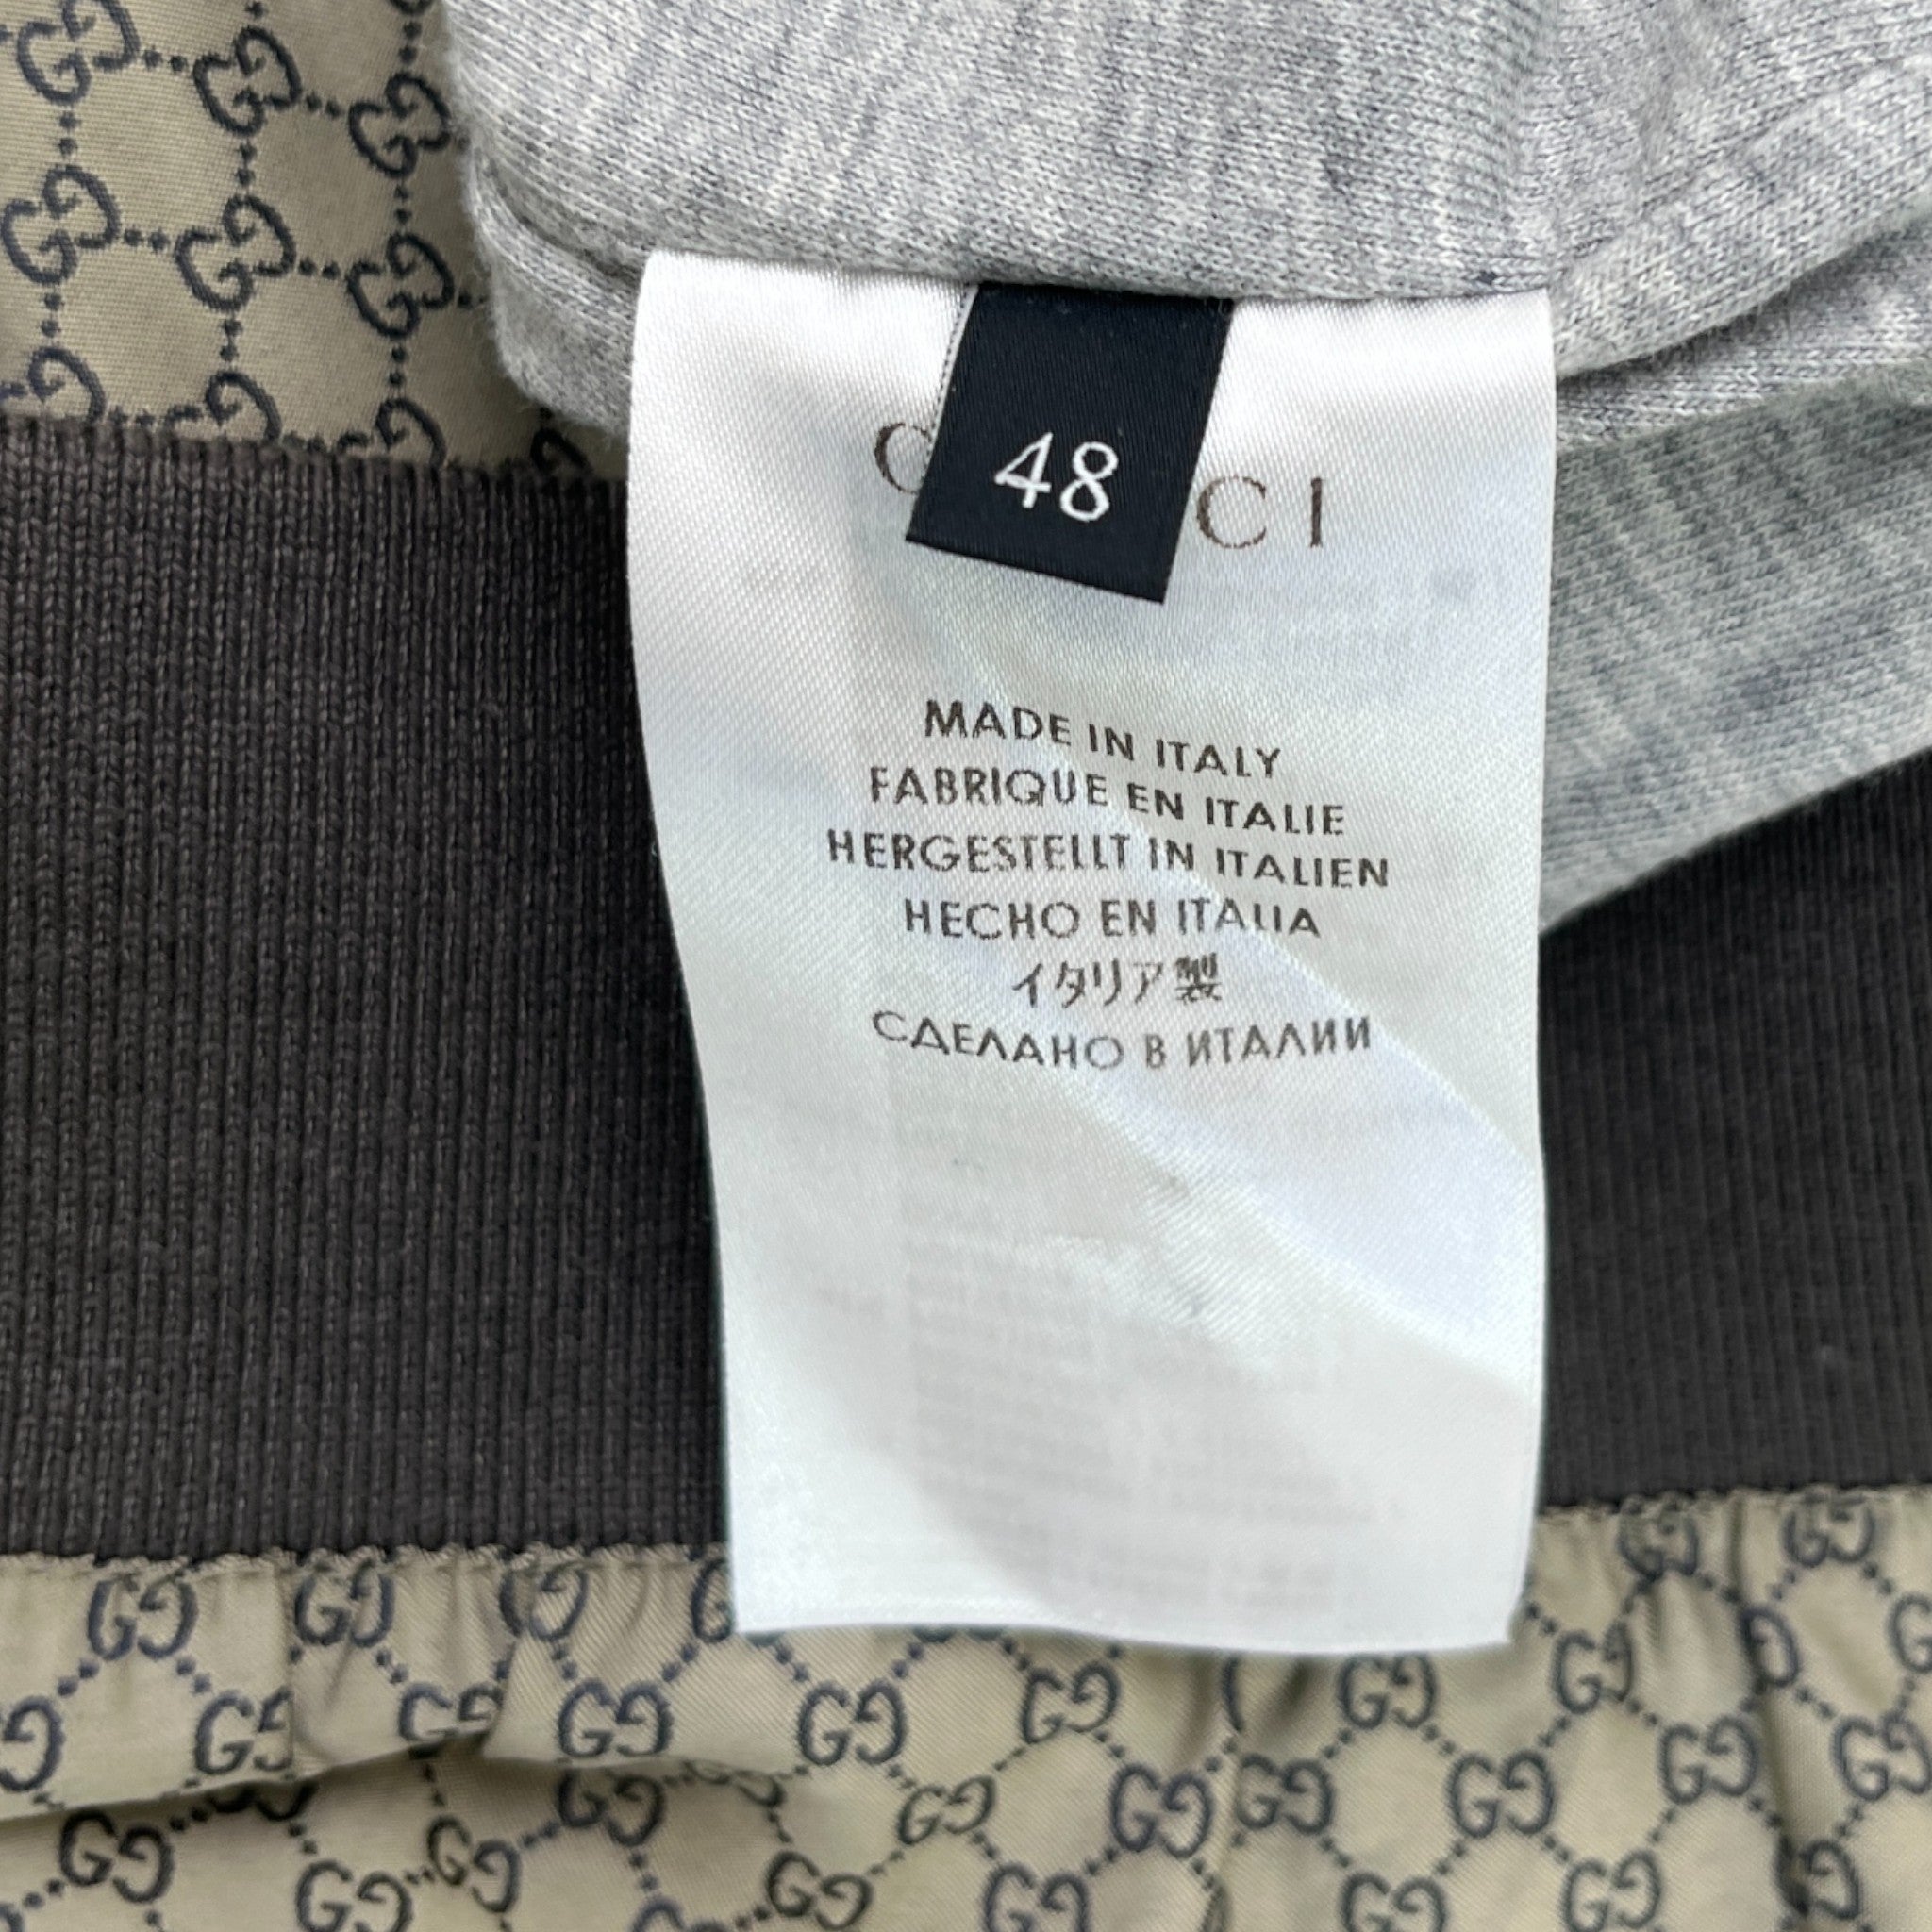 48
MADE IN ITALY
FABRIQUE EN ITALIE
HERGESTELLT IN ITALIEN
HECHO EN ITALIA
イタリア製
СДЕЛАНО В ИТАЛИИ